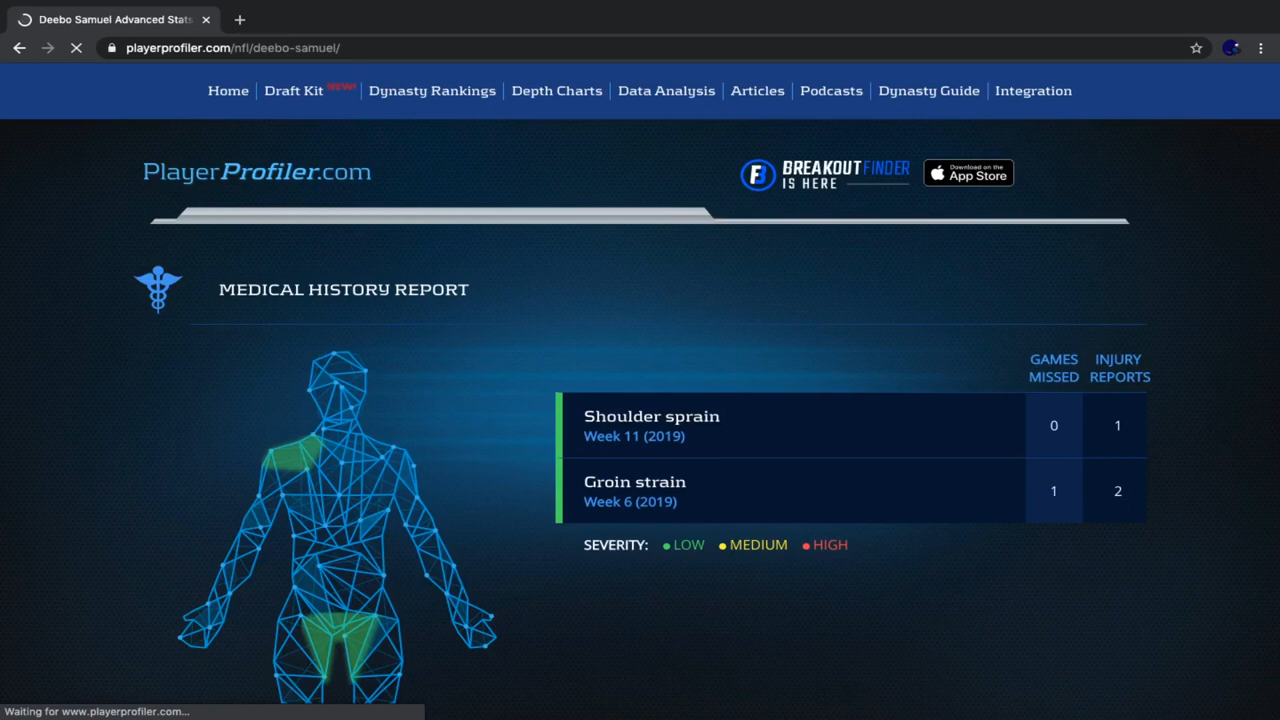 Deebo Samuel Advanced Stats
playerprofiler.com/nfl/deebo-samuel/
Home Draft Kit NEW! Dynasty Rankings Depth Charts Data Analysis Articles Podcasts Dynasty Guide Integration
PlayerProfiler.com
BREAKOUT FINDER
IS HERE
Download on the
App Store
MEDICAL HISTORY REPORT
GAMES MISSED
INJURY REPORTS
Shoulder sprain
Week 11 (2019)
0 1
Groin strain
Week 6 (2019)
1 2
SEVERITY: LOW MEDIUM HIGH
Waiting for www.playerprofiler.com...